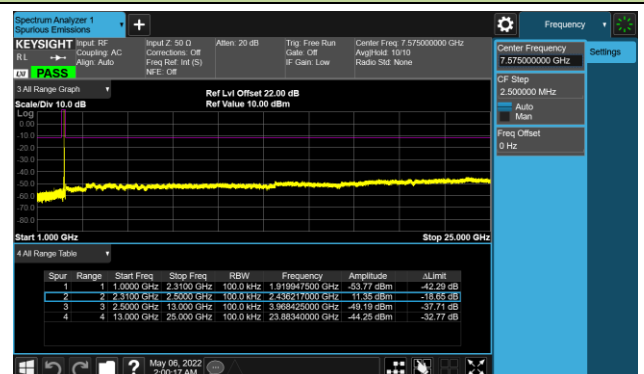 Spectrum Analyzer 1
Spurious Emissions
Frequency
KEYSIGHT
R L
PASS
Input: RF
Coupling: AC
Align: Auto
Input Z: 50 Ω
Corrections: Off
Freq Ref: Int (S)
NFE: Off
Atten: 20 dB
Trig: Free Run
Gate: Off
IF Gain: Low
Center Freq: 7.575000000 GHz
Avg|Hold: 10/10
Radio Std: None
Center Frequency
7.575000000 GHz
Settings
CF Step
2.500000 MHz
Auto
Man
Freq Offset
0 Hz
3 All Range Graph
Scale/Div 10.0 dB
Ref Lvl Offset 22.00 dB
Ref Value 10.00 dBm
Log
0.00
-10.0
-20.0
-30.0
-40.0
-50.0
-60.0
-70.0
-80.0
Start 1.000 GHz
Stop 25.000 GHz
4 All Range Table
Spur Range Start Freq Stop Freq RBW Frequency Amplitude ΔLimit
1 1 1.0000 GHz 2.3100 GHz 100.0 kHz 1.919947500 GHz -53.77 dBm -42.29 dB
2 2 2.3100 GHz 2.5000 GHz 100.0 kHz 2.436217000 GHz 11.35 dBm -18.65 dB
3 3 2.5000 GHz 13.000 GHz 100.0 kHz 3.968425000 GHz -49.19 dBm -37.71 dB
4 4 13.000 GHz 25.000 GHz 100.0 kHz 23.88340000 GHz -44.25 dBm -32.77 dB
May 06, 2022
2:00:17 AM